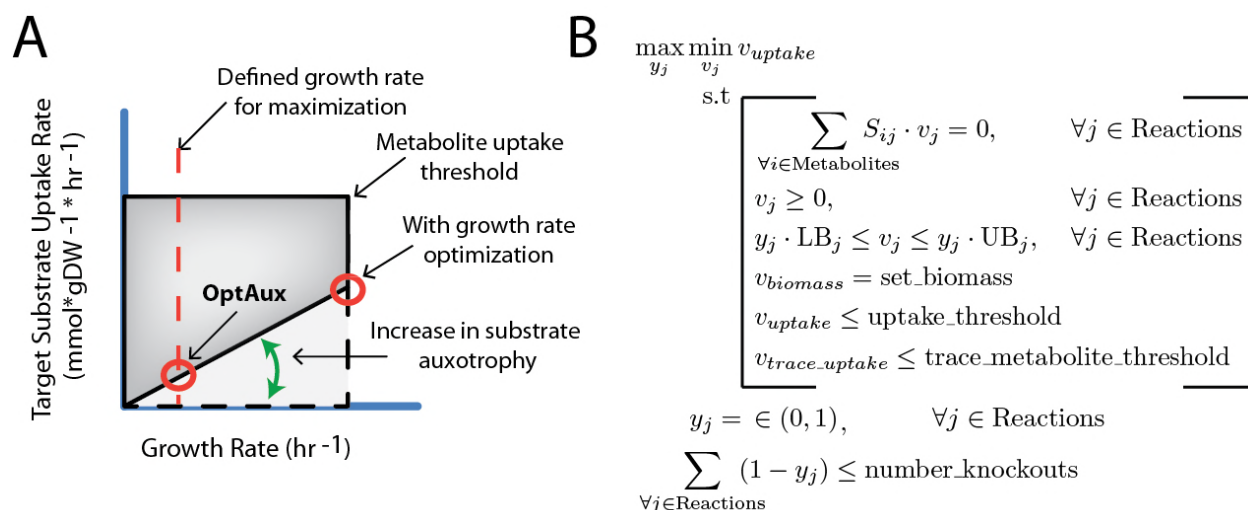 A
Target Substrate Uptake Rate
(mmol*gDW -1 * hr -1)
Defined growth rate
for maximization
Metabolite uptake
threshold
With growth rate
optimization
OptAux
Increase in substrate
auxotrophy
Growth Rate (hr -1)
B
max min v_uptake
y_j v_j
s.t
∑ S_ij · v_j = 0, ∀j ∈ Reactions
∀i∈Metabolites
v_j ≥ 0, ∀j ∈ Reactions
y_j · LB_j ≤ v_j ≤ y_j · UB_j, ∀j ∈ Reactions
v_biomass = set_biomass
v_uptake ≤ uptake_threshold
v_trace_uptake ≤ trace_metabolite_threshold
y_j = ∈ (0, 1), ∀j ∈ Reactions
∑ (1 − y_j) ≤ number_knockouts
∀j∈Reactions